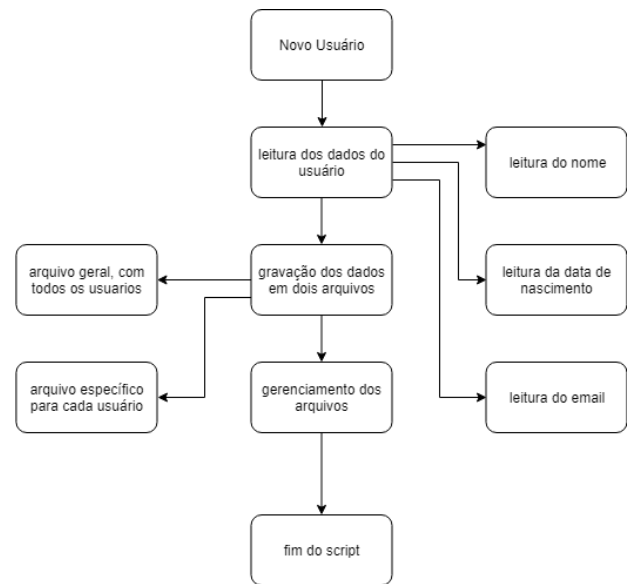 Novo Usuário
leitura dos dados do
usuário
leitura do nome
arquivo geral, com
todos os usuarios
gravação dos dados
em dois arquivos
leitura da data de
nascimento
arquivo específico
para cada usuário
gerenciamento dos
arquivos
leitura do email
fim do script